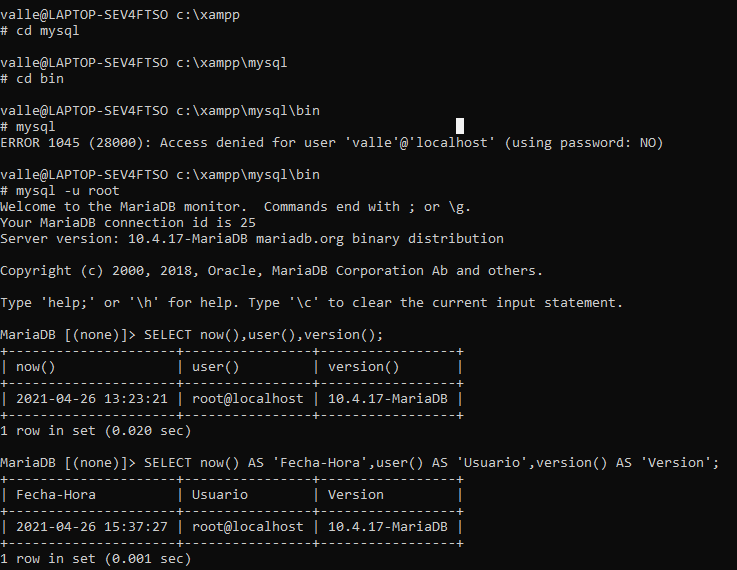 valle@LAPTOP-SEV4FTSO c:\xampp
# cd mysql
valle@LAPTOP-SEV4FTSO c:\xampp\mysql
# cd bin
valle@LAPTOP-SEV4FTSO c:\xampp\mysql\bin
# mysql
ERROR 1045 (28000): Access denied for user 'valle'@'localhost' (using password: NO)
valle@LAPTOP-SEV4FTSO c:\xampp\mysql\bin
# mysql -u root
Welcome to the MariaDB monitor.  Commands end with ; or \g.
Your MariaDB connection id is 25
Server version: 10.4.17-MariaDB mariadb.org binary distribution
Copyright (c) 2000, 2018, Oracle, MariaDB Corporation Ab and others.
Type 'help;' or '\h' for help. Type '\c' to clear the current input statement.
MariaDB [(none)]> SELECT now(),user(),version();
+---------------------+----------------+-----------------+
| now()               | user()         | version()       |
+---------------------+----------------+-----------------+
| 2021-04-26 13:23:21 | root@localhost | 10.4.17-MariaDB |
+---------------------+----------------+-----------------+
1 row in set (0.020 sec)
MariaDB [(none)]> SELECT now() AS 'Fecha-Hora',user() AS 'Usuario',version() AS 'Version';
+---------------------+----------------+-----------------+
| Fecha-Hora          | Usuario        | Version         |
+---------------------+----------------+-----------------+
| 2021-04-26 15:37:27 | root@localhost | 10.4.17-MariaDB |
+---------------------+----------------+-----------------+
1 row in set (0.001 sec)